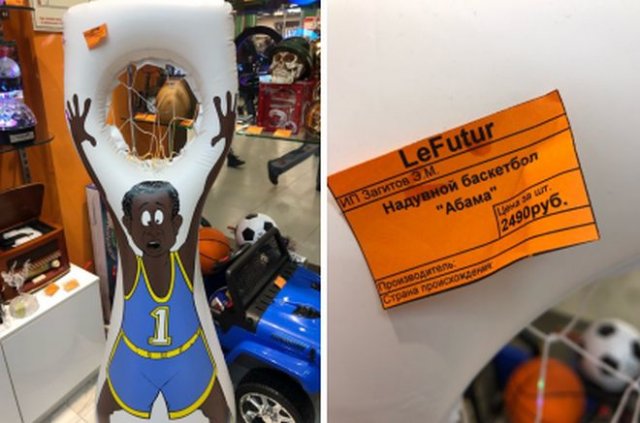 1
LeFutur
ИП Загитов Э.М.
Надувной баскетбол
"Абама"
Цена за шт.
2490руб.
Производитель:
Страна происхождения: